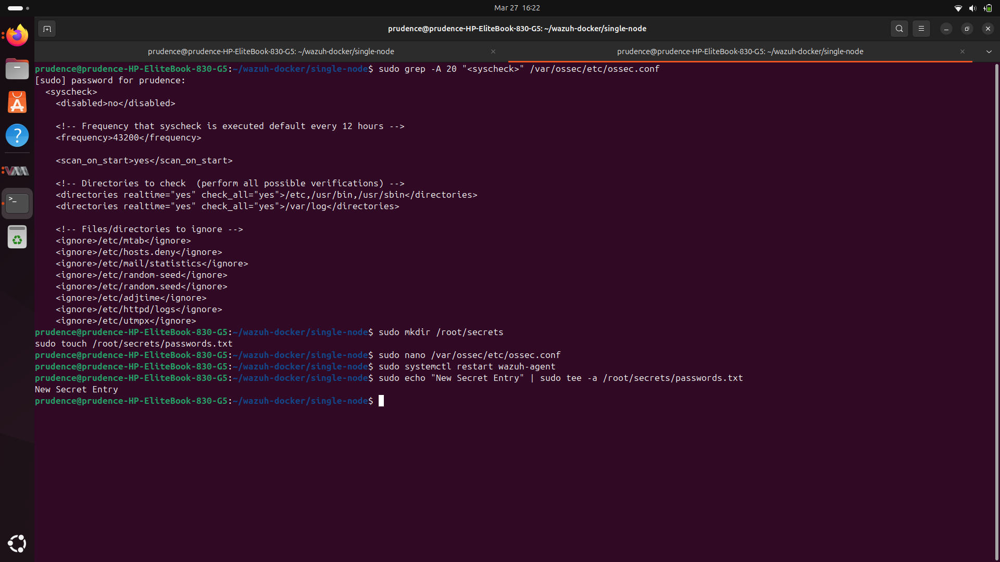 Mar 27  16:22
prudence@prudence-HP-EliteBook-830-G5: ~/wazuh-docker/single-node
prudence@prudence-HP-EliteBook-830-G5: ~/wazuh-docker/single-node
prudence@prudence-HP-EliteBook-830-G5: ~/wazuh-docker/single-node
prudence@prudence-HP-EliteBook-830-G5:~/wazuh-docker/single-node$ sudo grep -A 20 "<syscheck>" /var/ossec/etc/ossec.conf
[sudo] password for prudence:
  <syscheck>
    <disabled>no</disabled>

    <!-- Frequency that syscheck is executed default every 12 hours -->
    <frequency>43200</frequency>

    <scan_on_start>yes</scan_on_start>

    <!-- Directories to check  (perform all possible verifications) -->
    <directories realtime="yes" check_all="yes">/etc,/usr/bin,/usr/sbin</directories>
    <directories realtime="yes" check_all="yes">/var/log</directories>

    <!-- Files/directories to ignore -->
    <ignore>/etc/mtab</ignore>
    <ignore>/etc/hosts.deny</ignore>
    <ignore>/etc/mail/statistics</ignore>
    <ignore>/etc/random-seed</ignore>
    <ignore>/etc/random.seed</ignore>
    <ignore>/etc/adjtime</ignore>
    <ignore>/etc/httpd/logs</ignore>
    <ignore>/etc/utmpx</ignore>
prudence@prudence-HP-EliteBook-830-G5:~/wazuh-docker/single-node$ sudo mkdir /root/secrets
sudo touch /root/secrets/passwords.txt
prudence@prudence-HP-EliteBook-830-G5:~/wazuh-docker/single-node$ sudo nano /var/ossec/etc/ossec.conf
prudence@prudence-HP-EliteBook-830-G5:~/wazuh-docker/single-node$ sudo systemctl restart wazuh-agent
prudence@prudence-HP-EliteBook-830-G5:~/wazuh-docker/single-node$ sudo echo "New Secret Entry" | sudo tee -a /root/secrets/passwords.txt
New Secret Entry
prudence@prudence-HP-EliteBook-830-G5:~/wazuh-docker/single-node$